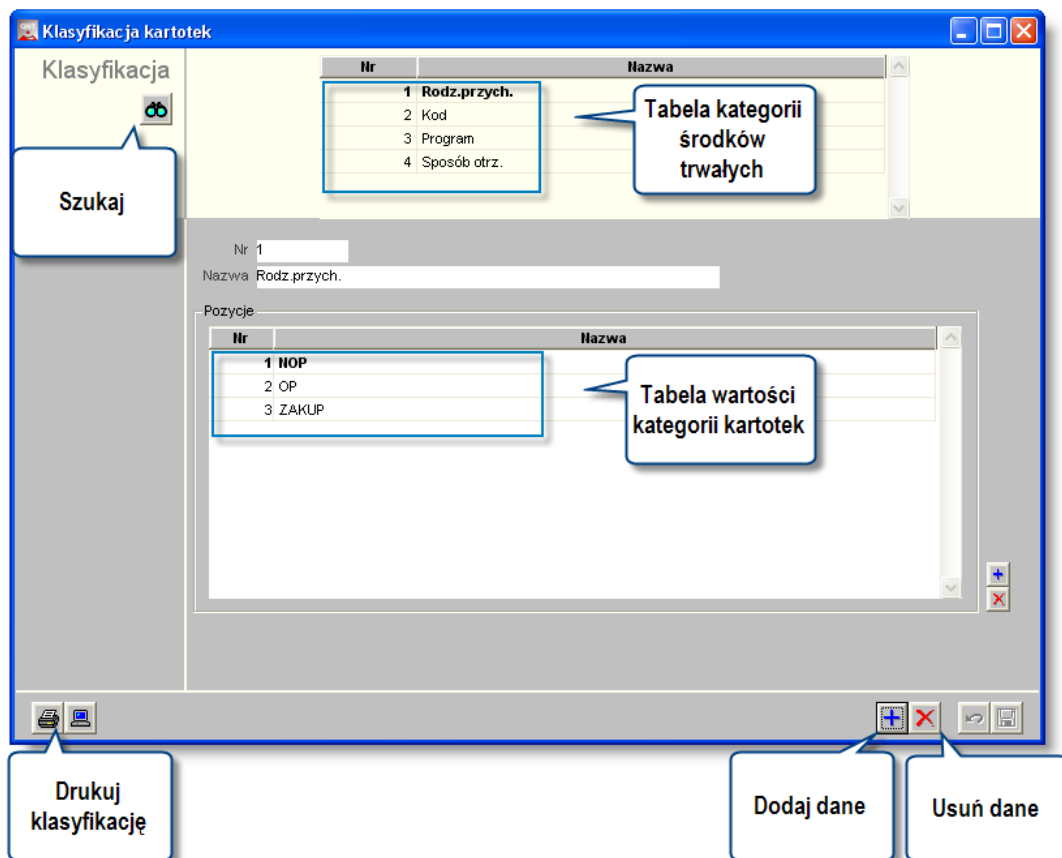 Klasyfikacja kartotek
Klasyfikacja
Szukaj
Nr Nazwa
1 Rodz.przych.
2 Kod
3 Program
4 Sposób otrz.
Tabela kategorii
środków
trwałych
Nr 1
Nazwa Rodz.przych.
Pozycje
Nr Nazwa
1 NOP
2 OP
3 ZAKUP
Tabela wartości
kategorii kartotek
Drukuj
klasyfikację
Dodaj dane
Usuń dane